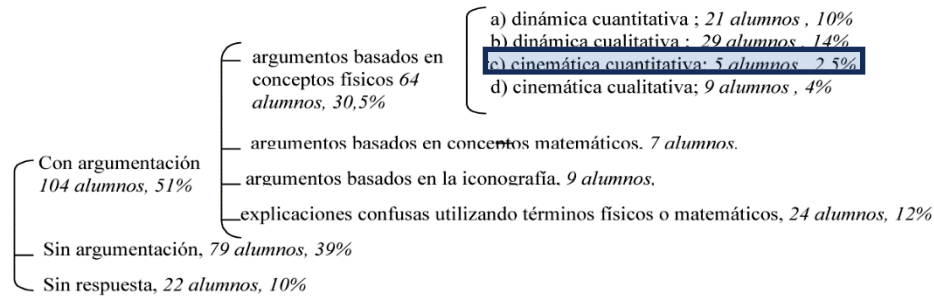 a) dinámica cuantitativa ; 21 alumnos , 10%
b) dinámica cualitativa ; 29 alumnos , 14%
c) cinemática cuantitativa; 5 alumnos , 2,5%
d) cinemática cualitativa; 9 alumnos , 4%
argumentos basados en
conceptos físicos 64
alumnos, 30,5%
argumentos basados en conceptos matemáticos, 7 alumnos.
Con argumentación
104 alumnos, 51%
argumentos basados en la iconografía, 9 alumnos,
explicaciones confusas utilizando términos físicos o matemáticos, 24 alumnos, 12%
Sin argumentación, 79 alumnos, 39%
Sin respuesta, 22 alumnos, 10%